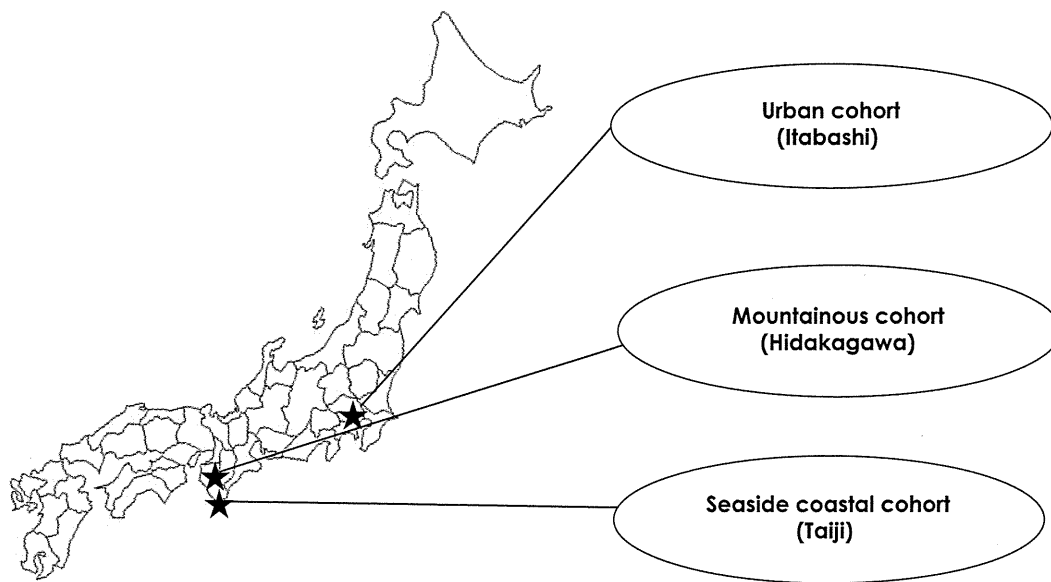 Urban cohort
(Itabashi)
Mountainous cohort
(Hidakagawa)
Seaside coastal cohort
(Taiji)